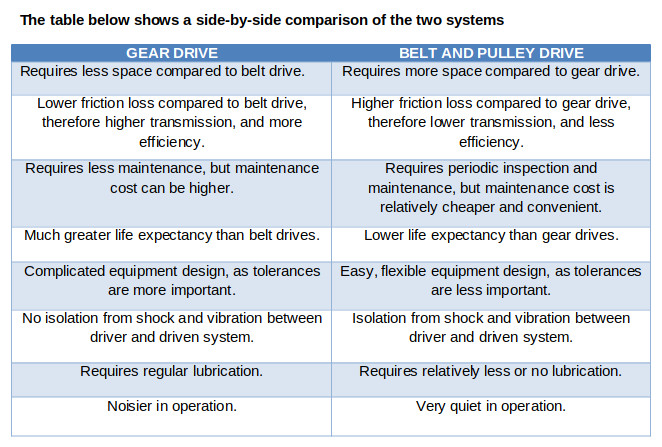 The table below shows a side-by-side comparison of the two systems
GEAR DRIVE
BELT AND PULLEY DRIVE
Requires less space compared to belt drive.
Requires more space compared to gear drive.
Lower friction loss compared to belt drive,
therefore higher transmission, and more
efficiency.
Higher friction loss compared to gear drive,
therefore lower transmission, and less
efficiency.
Requires less maintenance, but maintenance
cost can be higher.
Requires periodic inspection and
maintenance, but maintenance cost is
relatively cheaper and convenient.
Much greater life expectancy than belt drives.
Lower life expectancy than gear drives.
Complicated equipment design, as tolerances
are more important.
Easy, flexible equipment design, as tolerances
are less important.
No isolation from shock and vibration between
driver and driven system.
Isolation from shock and vibration between
driver and driven system.
Requires regular lubrication.
Requires relatively less or no lubrication.
Noisier in operation.
Very quiet in operation.